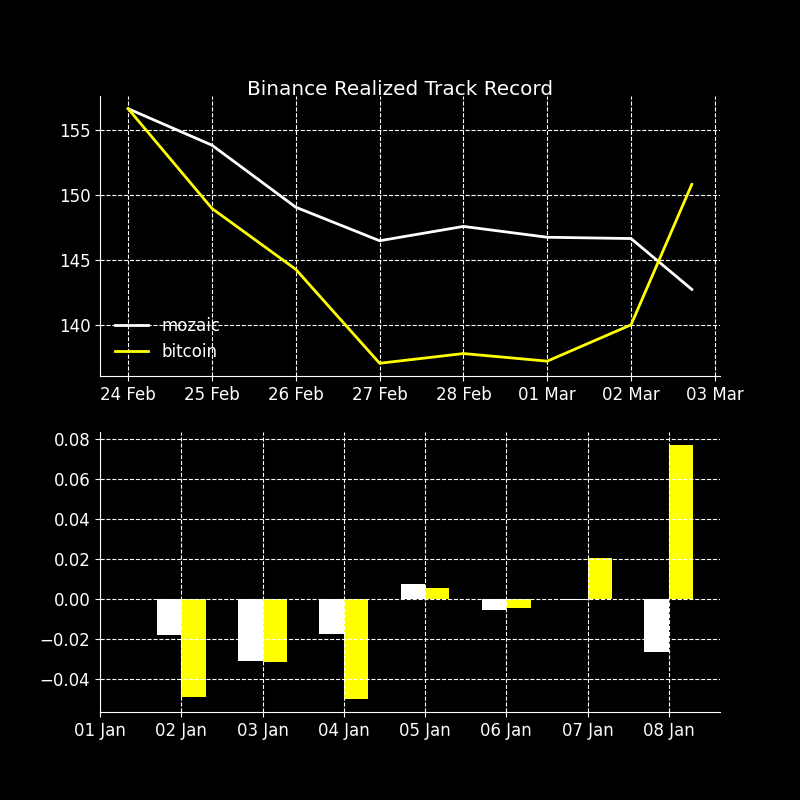 Binance Realized Track Record
155
150
145
140
mozaic
bitcoin
24 Feb 25 Feb 26 Feb 27 Feb 28 Feb 01 Mar 02 Mar 03 Mar
0.08
0.06
0.04
0.02
0.00
−0.02
−0.04
01 Jan 02 Jan 03 Jan 04 Jan 05 Jan 06 Jan 07 Jan 08 Jan